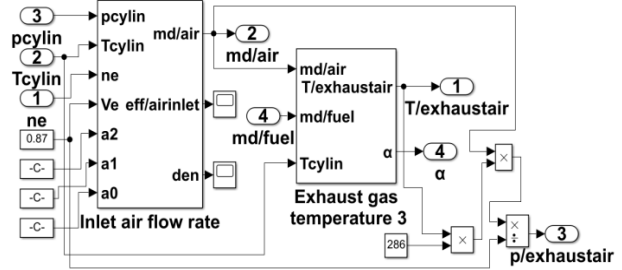 3
pcylin
2
Tcylin
1
ne
0.87
-C-
-C-
-C-
pcylin
Tcylin
ne
Ve
a2
a1
a0
md/air
eff/airinlet
den
Inlet air flow rate
2
md/air
4
md/fuel
md/air
T/exhaustair
md/fuel
Tcylin
α
Exhaust gas
temperature 3
1
T/exhaustair
4
α
286
×
×
×
÷
3
p/exhaustair